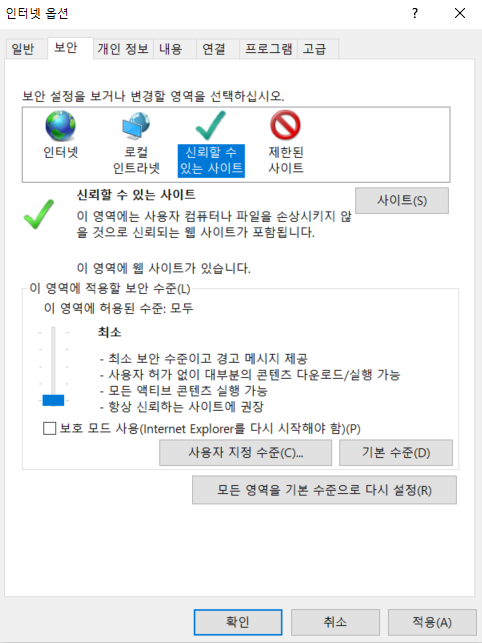 인터넷 옵션
?
일반 보안 개인 정보 내용 연결 프로그램 고급
보안 설정을 보거나 변경할 영역을 선택하십시오.
인터넷
로컬
인트라넷
신뢰할 수
있는 사이트
제한된
사이트
신뢰할 수 있는 사이트
사이트(S)
이 영역에는 사용자 컴퓨터나 파일을 손상시키지 않
을 것으로 신뢰되는 웹 사이트가 포함됩니다.
이 영역에 웹 사이트가 있습니다.
이 영역에 적용할 보안 수준(L)
이 영역에 허용된 수준: 모두
최소
- 최소 보안 수준이고 경고 메시지 제공
- 사용자 허가 없이 대부분의 콘텐츠 다운로드/실행 가능
- 모든 액티브 콘텐츠 실행 가능
- 항상 신뢰하는 사이트에 권장
보호 모드 사용(Internet Explorer를 다시 시작해야 함)(P)
사용자 지정 수준(C)... 기본 수준(D)
모든 영역을 기본 수준으로 다시 설정(R)
확인 취소 적용(A)